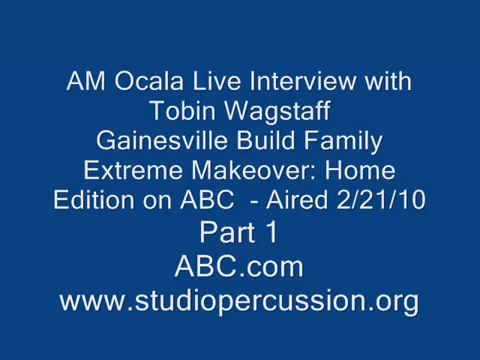 AM Ocala Live Interview with
Tobin Wagstaff
Gainesville Build Family
Extreme Makeover: Home
Edition on ABC  - Aired 2/21/10
Part 1
ABC.com
www.studiopercussion.org